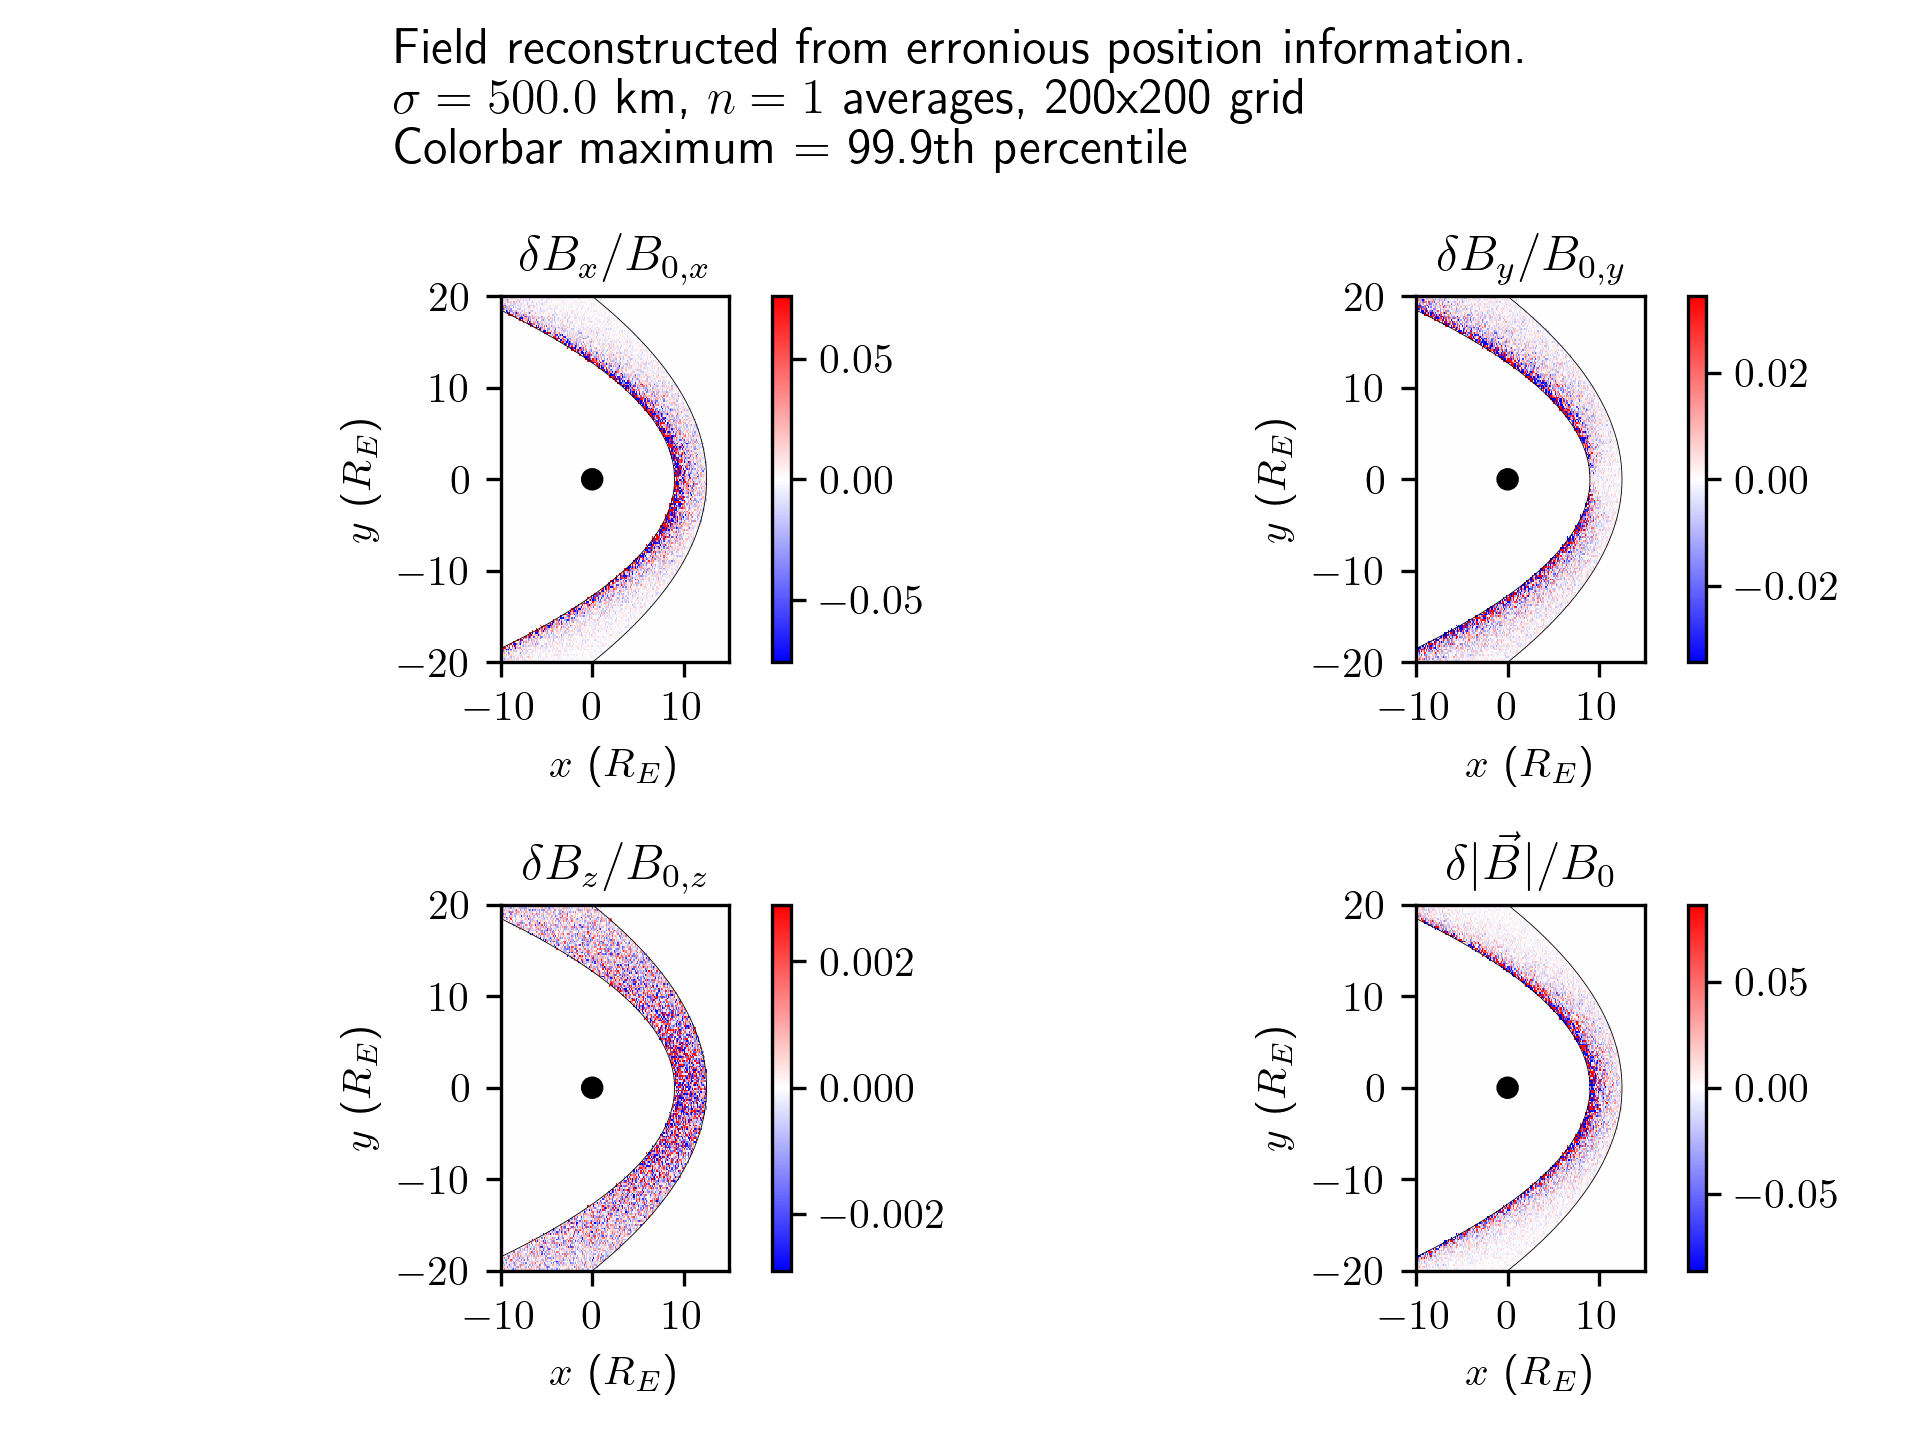 Field reconstructed from erronious position information.
σ = 500.0 km, n = 1 averages, 200x200 grid
Colorbar maximum = 99.9th percentile
δB_x/B_{0,x}
20
10
0
−10
−20
y (R_E)
−10 0 10
x (R_E)
0.05
0.00
−0.05
δB_y/B_{0,y}
20
10
0
−10
−20
y (R_E)
−10 0 10
x (R_E)
0.02
0.00
−0.02
δB_z/B_{0,z}
20
10
0
−10
−20
y (R_E)
−10 0 10
x (R_E)
0.002
0.000
−0.002
δ|\vec{B}|/B_0
20
10
0
−10
−20
y (R_E)
−10 0 10
x (R_E)
0.05
0.00
−0.05